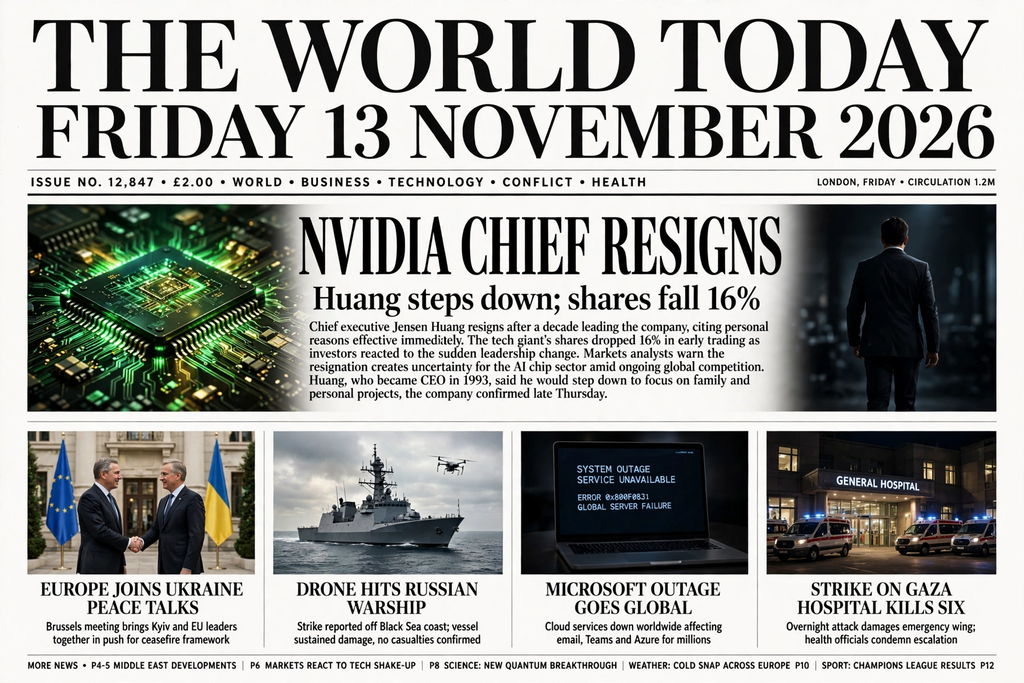 THE WORLD TODAY
FRIDAY 13 NOVEMBER 2026
ISSUE NO. 12,847 • £2.00 • WORLD • BUSINESS • TECHNOLOGY • CONFLICT • HEALTH
LONDON, FRIDAY • CIRCULATION 1.2M
NVIDIA CHIEF RESIGNS
Huang steps down; shares fall 16%
Chief executive Jensen Huang resigns after a decade leading the company, citing personal
reasons effective immediately. The tech giant's shares dropped 16% in early trading as
investors reacted to the sudden leadership change. Markets analysts warn the
resignation creates uncertainty for the AI chip sector amid ongoing global competition.
Huang, who became CEO in 1993, said he would step down to focus on family and
personal projects, the company confirmed late Thursday.
EUROPE JOINS UKRAINE
PEACE TALKS
Brussels meeting brings Kyiv and EU leaders
together in push for ceasefire framework
DRONE HITS RUSSIAN
WARSHIP
Strike reported off Black Sea coast; vessel
sustained damage, no casualties confirmed
SYSTEM OUTAGE
SERVICE UNAVAILABLE
ERROR 0x800F0831
GLOBAL SERVER FAILURE
MICROSOFT OUTAGE
GOES GLOBAL
Cloud services down worldwide affecting
email, Teams and Azure for millions
GENERAL HOSPITAL
STRIKE ON GAZA
HOSPITAL KILLS SIX
Overnight attack damages emergency wing;
health officials condemn escalation
MORE NEWS • P4-5 MIDDLE EAST DEVELOPMENTS | P6 MARKETS REACT TO TECH SHAKE-UP | P8 SCIENCE: NEW QUANTUM BREAKTHROUGH | WEATHER: COLD SNAP ACROSS EUROPE P10 | SPORT: CHAMPIONS LEAGUE RESULTS P12